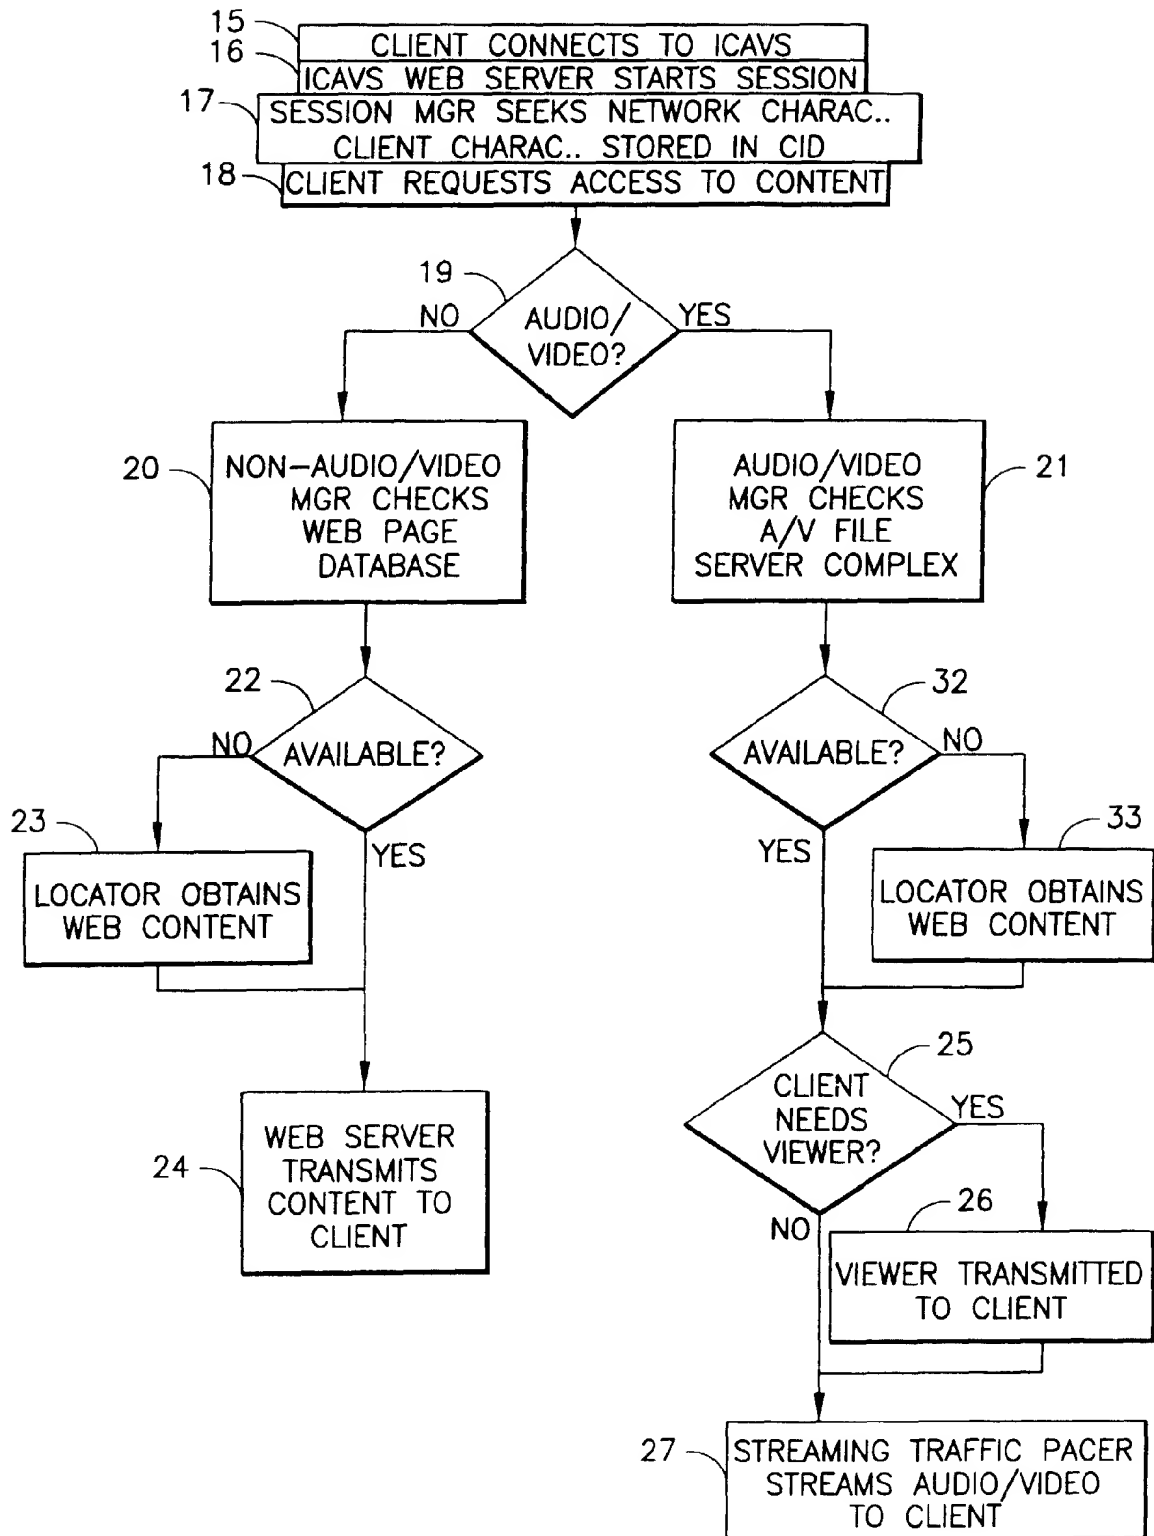 15
CLIENT CONNECTS TO ICAVS
16
ICAVS WEB SERVER STARTS SESSION
17
SESSION MGR SEEKS NETWORK CHARAC..
CLIENT CHARAC.. STORED IN CID
18
CLIENT REQUESTS ACCESS TO CONTENT
19
NO
AUDIO/
VIDEO?
YES
20
NON-AUDIO/VIDEO
MGR CHECKS
WEB PAGE
DATABASE
AUDIO/VIDEO
MGR CHECKS
A/V FILE
SERVER COMPLEX
21
22
NO
AVAILABLE?
YES
32
AVAILABLE?
NO
YES
23
LOCATOR OBTAINS
WEB CONTENT
33
LOCATOR OBTAINS
WEB CONTENT
24
WEB SERVER
TRANSMITS
CONTENT TO
CLIENT
25
CLIENT
NEEDS
VIEWER?
YES
NO
26
VIEWER TRANSMITTED
TO CLIENT
27
STREAMING TRAFFIC PACER
STREAMS AUDIO/VIDEO
TO CLIENT